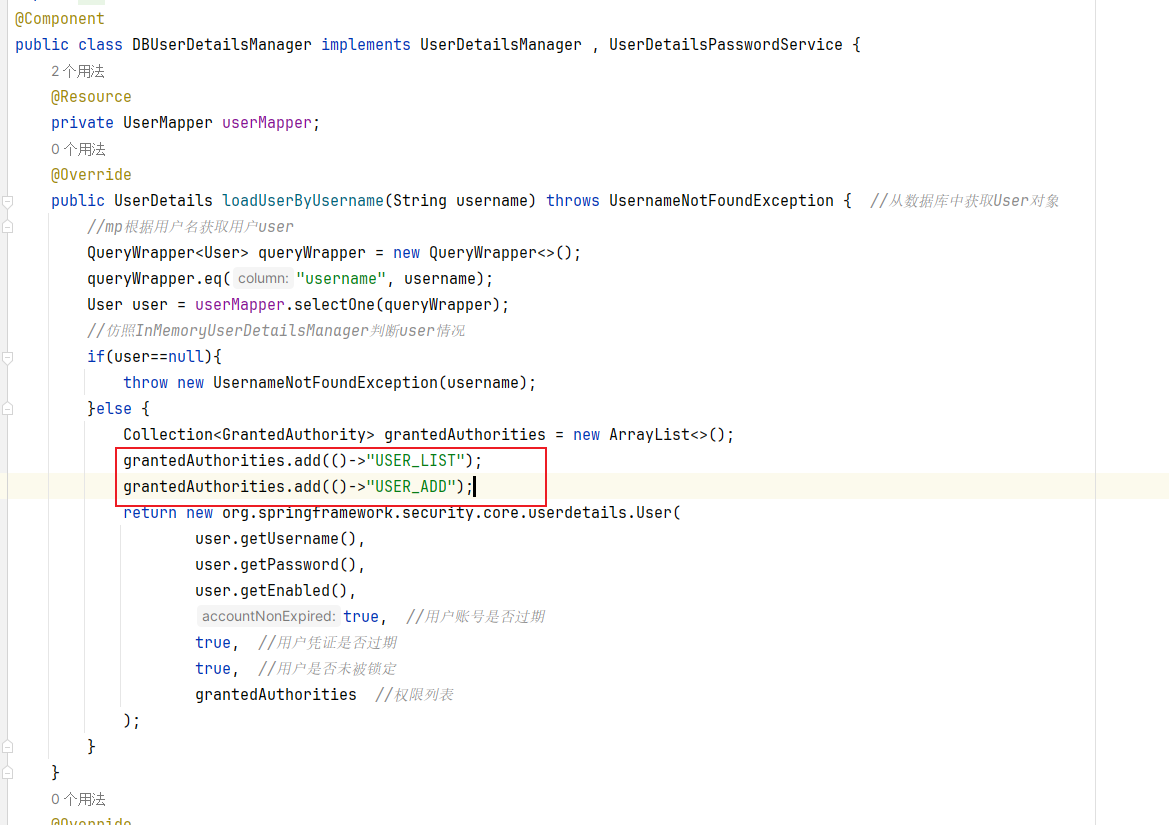 @Component
public class DBUserDetailsManager implements UserDetailsManager , UserDetailsPasswordService {
2 个用法
@Resource
private UserMapper userMapper;
0 个用法
@Override
public UserDetails loadUserByUsername(String username) throws UsernameNotFoundException {  //从数据库中获取User对象
//mp根据用户名获取用户user
QueryWrapper<User> queryWrapper = new QueryWrapper<>();
queryWrapper.eq( column: "username", username);
User user = userMapper.selectOne(queryWrapper);
//仿照InMemoryUserDetailsManager判断user情况
if(user==null){
throw new UsernameNotFoundException(username);
}else {
Collection<GrantedAuthority> grantedAuthorities = new ArrayList<>();
grantedAuthorities.add(()->"USER_LIST");
grantedAuthorities.add(()->"USER_ADD");
return new org.springframework.security.core.userdetails.User(
user.getUsername(),
user.getPassword(),
user.getEnabled(),
accountNonExpired: true,  //用户账号是否过期
true,  //用户凭证是否过期
true,  //用户是否未被锁定
grantedAuthorities  //权限列表
);
}
}
0 个用法
@Override